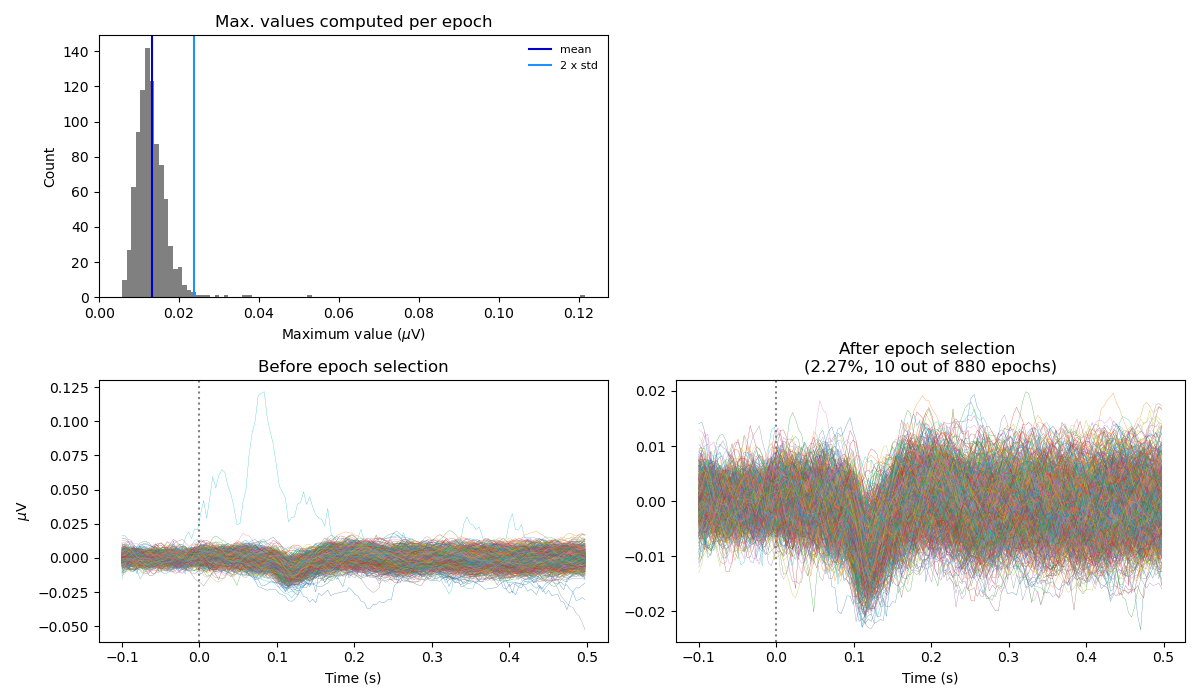 Max. values computed per epoch
140
120
100
80
60
40
20
0
Count
mean
2 x std
0.00 0.02 0.04 0.06 0.08 0.10 0.12
Maximum value (μV)
Before epoch selection
0.125
0.100
0.075
0.050
0.025
0.000
−0.025
−0.050
μV
−0.1 0.0 0.1 0.2 0.3 0.4 0.5
Time (s)
After epoch selection
(2.27%, 10 out of 880 epochs)
0.02
0.01
0.00
−0.01
−0.02
−0.1 0.0 0.1 0.2 0.3 0.4 0.5
Time (s)